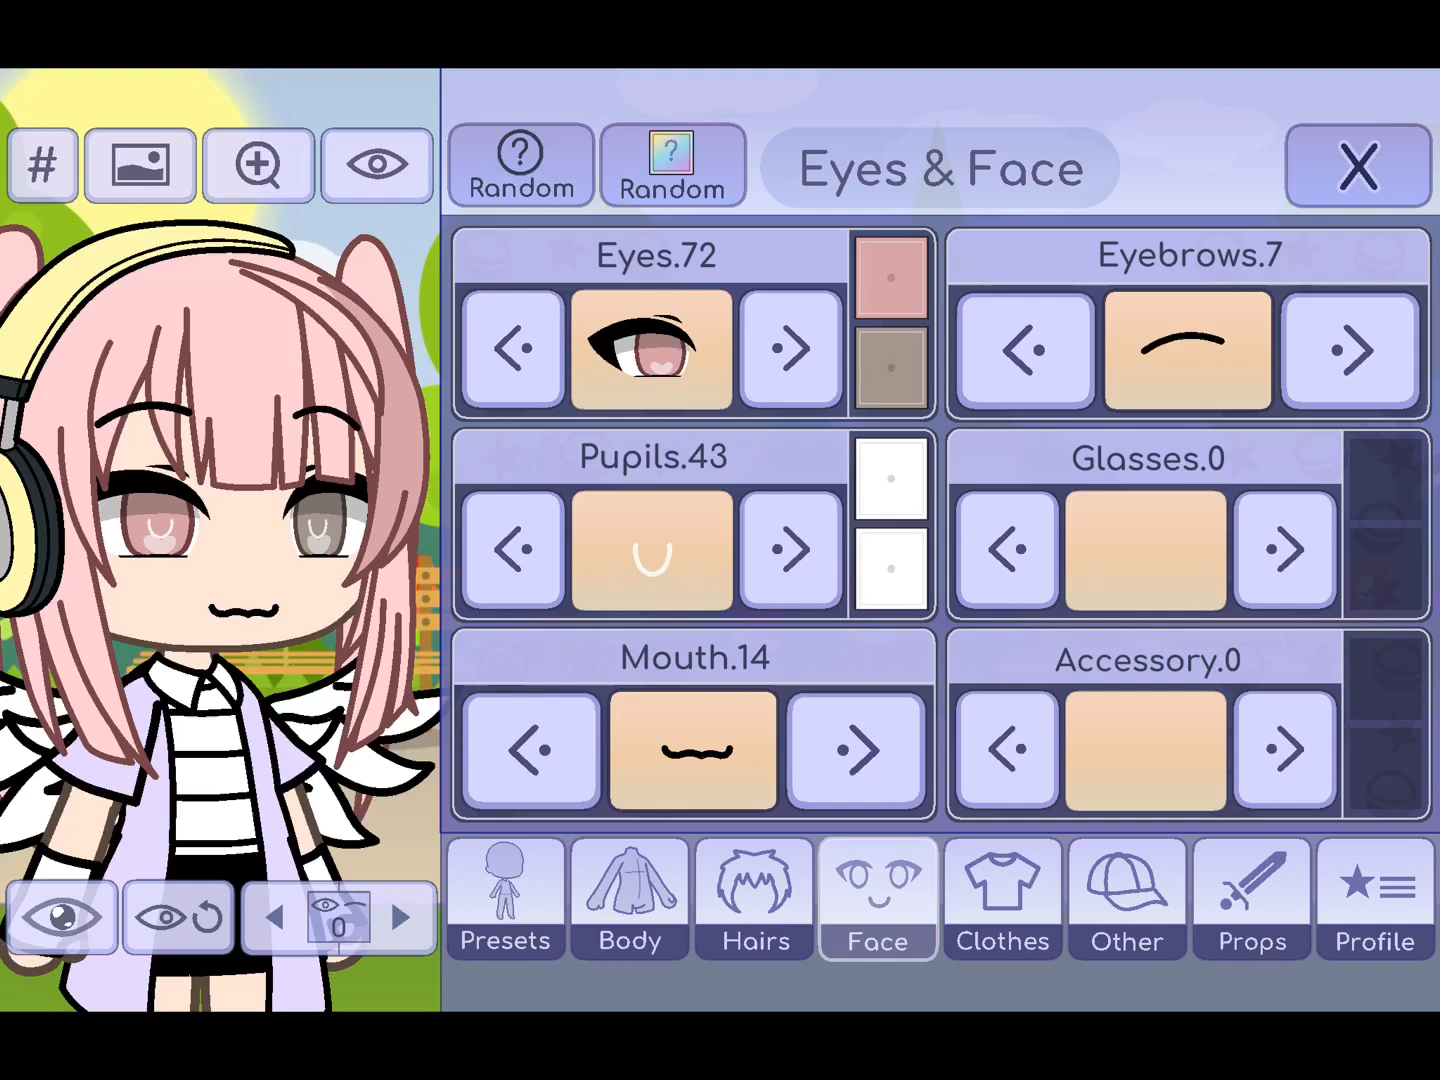 #
? Random
? Random
Eyes & Face
X
Eyes.72
Eyebrows.7
Pupils.43
Glasses.0
Mouth.14
Accessory.0
0
Presets
Body
Hairs
Face
Clothes
Other
Props
Profile